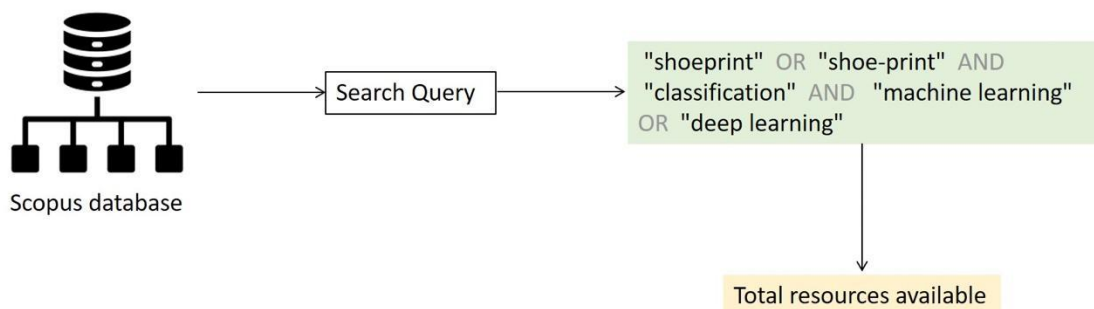 "shoeprint" OR "shoe-print" AND
Search Query
"classification" AND "machine learning"
OR "deep learning"
Scopus database
Total resources available